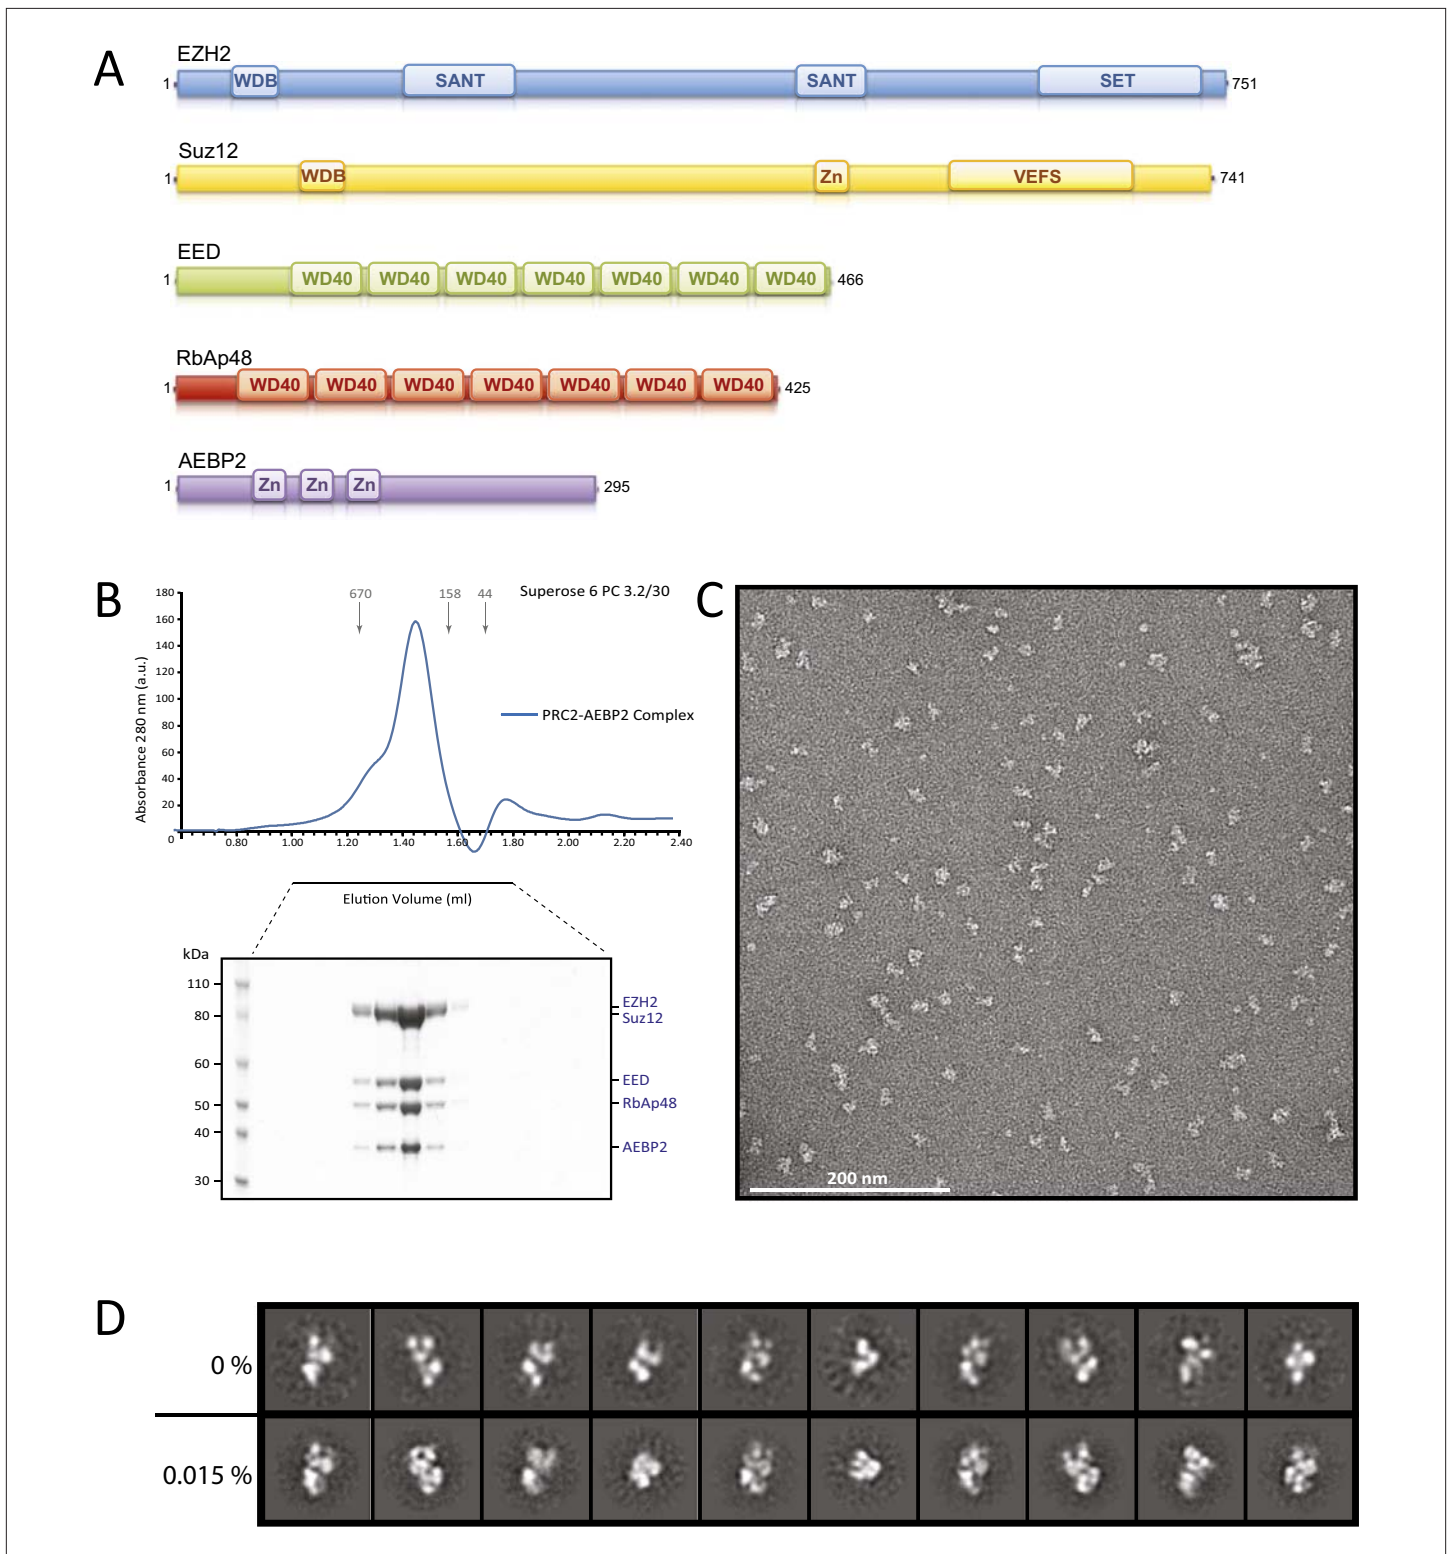 A
EZH2
1 WDB SANT SANT SET 751
Suz12
1 WDB Zn VEFS 741
EED
1 WD40 WD40 WD40 WD40 WD40 WD40 WD40 466
RbAp48
1 WD40 WD40 WD40 WD40 WD40 WD40 WD40 425
AEBP2
1 Zn Zn Zn 295
B
Superose 6 PC 3.2/30
670 158 44
Absorbance 280 nm (a.u.)
180
160
140
120
100
80
60
40
20
0
PRC2-AEBP2 Complex
0.80 1.00 1.20 1.40 1.60 1.80 2.00 2.20 2.40
Elution Volume (ml)
kDa
110
80
60
50
40
30
EZH2
Suz12
EED
RbAp48
AEBP2
C
200 nm
D
0 %
0.015 %